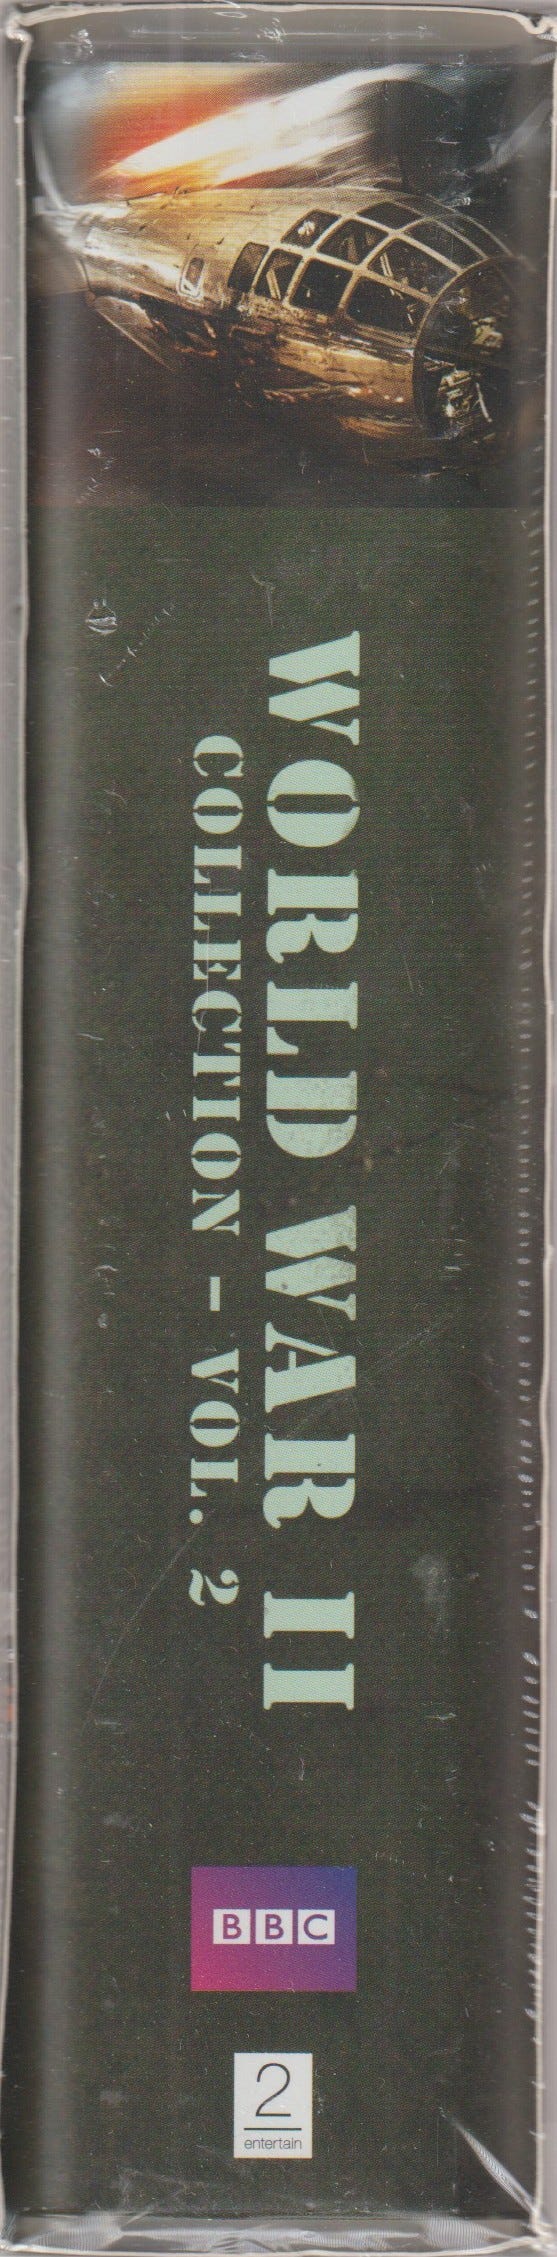 WORLD WAR II
COLLECTION – VOL. 2
BBC
2
entertain